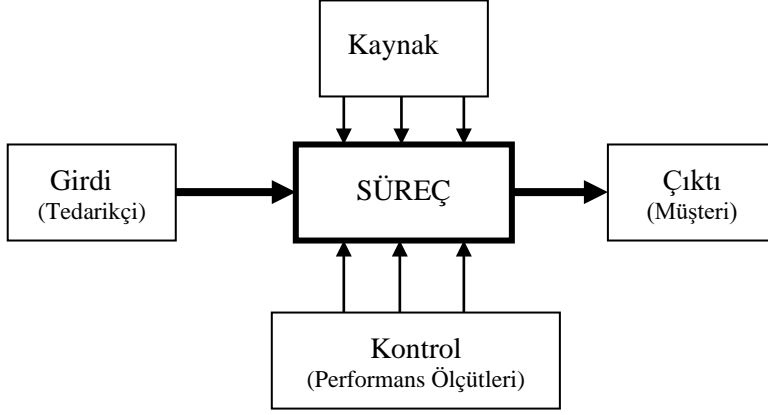 Kaynak
Girdi
(Tedarikçi)
SÜREÇ
Çıktı
(Müşteri)
Kontrol
(Performans Ölçütleri)